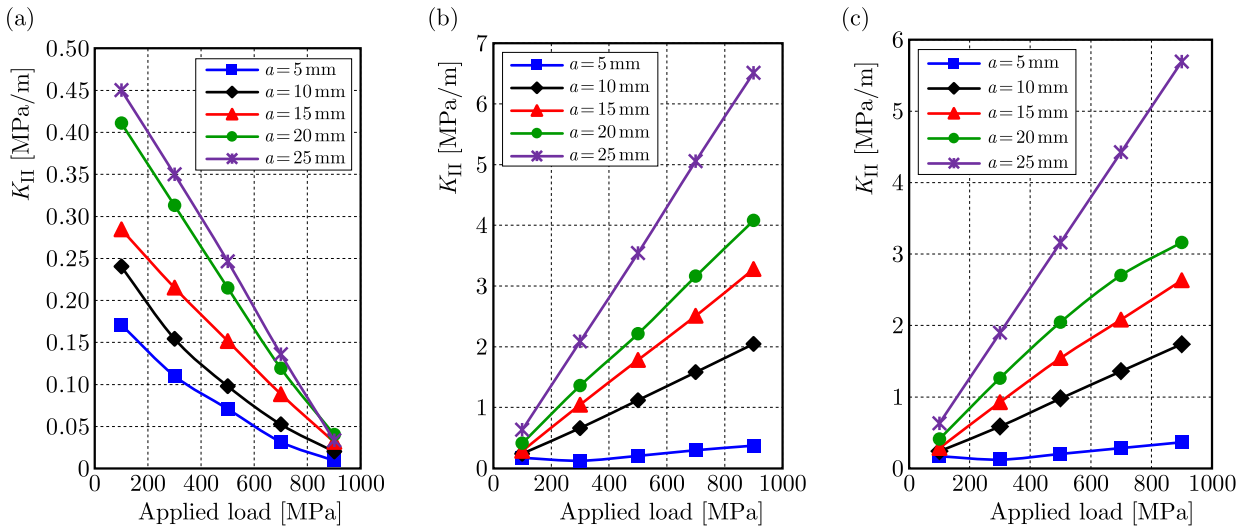 (a)
K_II [MPa/m]
0.50
0.45
0.40
0.35
0.30
0.25
0.20
0.15
0.10
0.05
0
a = 5 mm
a = 10 mm
a = 15 mm
a = 20 mm
a = 25 mm
0 200 400 600 800 1000
Applied load [MPa]
(b)
K_II [MPa/m]
7
6
5
4
3
2
1
0
a = 5 mm
a = 10 mm
a = 15 mm
a = 20 mm
a = 25 mm
0 200 400 600 800 1000
Applied load [MPa]
(c)
K_II [MPa/m]
6
5
4
3
2
1
0
a = 5 mm
a = 10 mm
a = 15 mm
a = 20 mm
a = 25 mm
0 200 400 600 800 1000
Applied load [MPa]